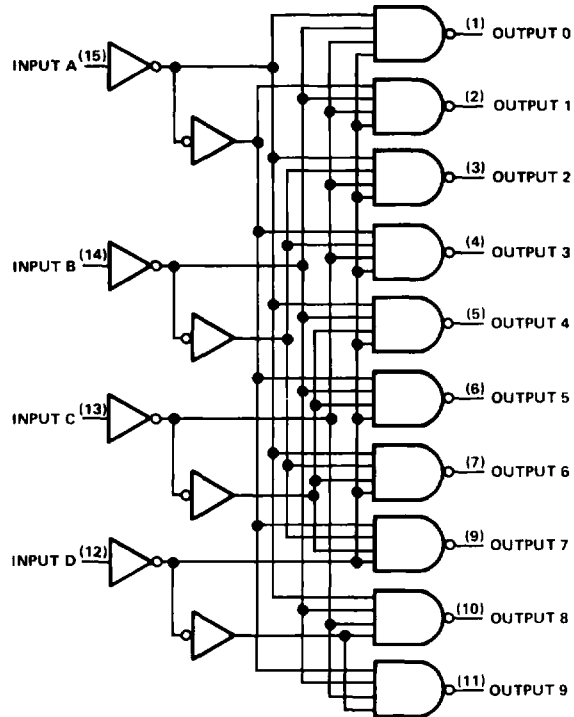 (1) OUTPUT 0
INPUT A (15)
(2) OUTPUT 1
(3) OUTPUT 2
(4) OUTPUT 3
INPUT B (14)
(5) OUTPUT 4
(6) OUTPUT 5
INPUT C (13)
(7) OUTPUT 6
(9) OUTPUT 7
INPUT D (12)
(10) OUTPUT 8
(11) OUTPUT 9